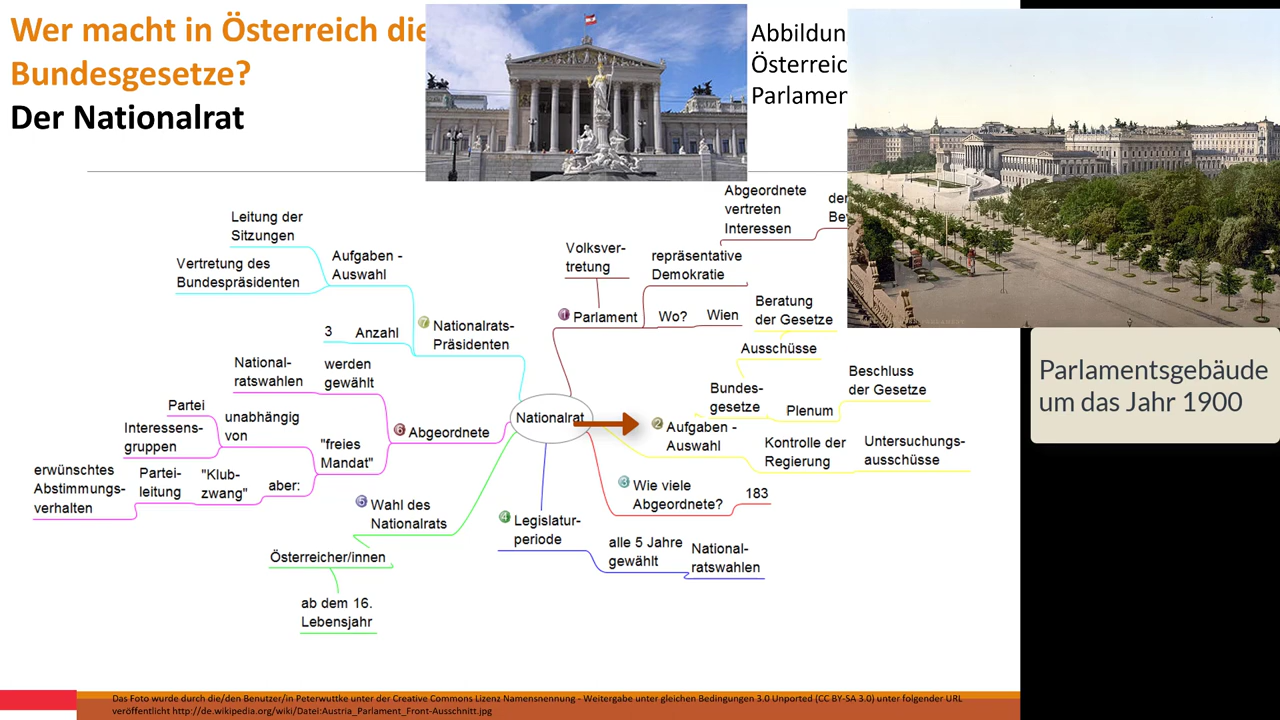 Wer macht in Österreich die
Bundesgesetze?
Der Nationalrat
Parlamentsgebäude
um das Jahr 1900
Nationalrat
Parlament
Volksver-
tretung
repräsentative
Demokratie
Abgeordnete
vertreten
Interessen
Wo?
Wien
Aufgaben -
Auswahl
Bundes-
gesetze
Ausschüsse
Beratung
der Gesetze
Plenum
Beschluss
der Gesetze
Kontrolle der
Regierung
Untersuchungs-
ausschüsse
Wie viele
Abgeordnete?
183
Legislatur-
periode
alle 5 Jahre
gewählt
National-
ratswahlen
Wahl des
Nationalrats
Österreicher/innen
ab dem 16.
Lebensjahr
Abgeordnete
werden
gewählt
National-
ratswahlen
"freies
Mandat"
unabhängig
von
Partei
Interessens-
gruppen
aber:
"Klub-
zwang"
Partei-
leitung
erwünschtes
Abstimmungs-
verhalten
Nationalrats-
Präsidenten
Aufgaben -
Auswahl
Leitung der
Sitzungen
Vertretung des
Bundespräsidenten
Anzahl
3
Das Foto wurde durch die/den Benutzer/in Peterwuttke unter der Creative Commons Lizenz Namensnennung - Weitergabe unter gleichen Bedingungen 3.0 Unported (CC BY-SA 3.0) unter folgender URL
veröffentlicht http://de.wikipedia.org/wiki/Datei:Austria_Parlament_Front-Ausschnitt.jpg